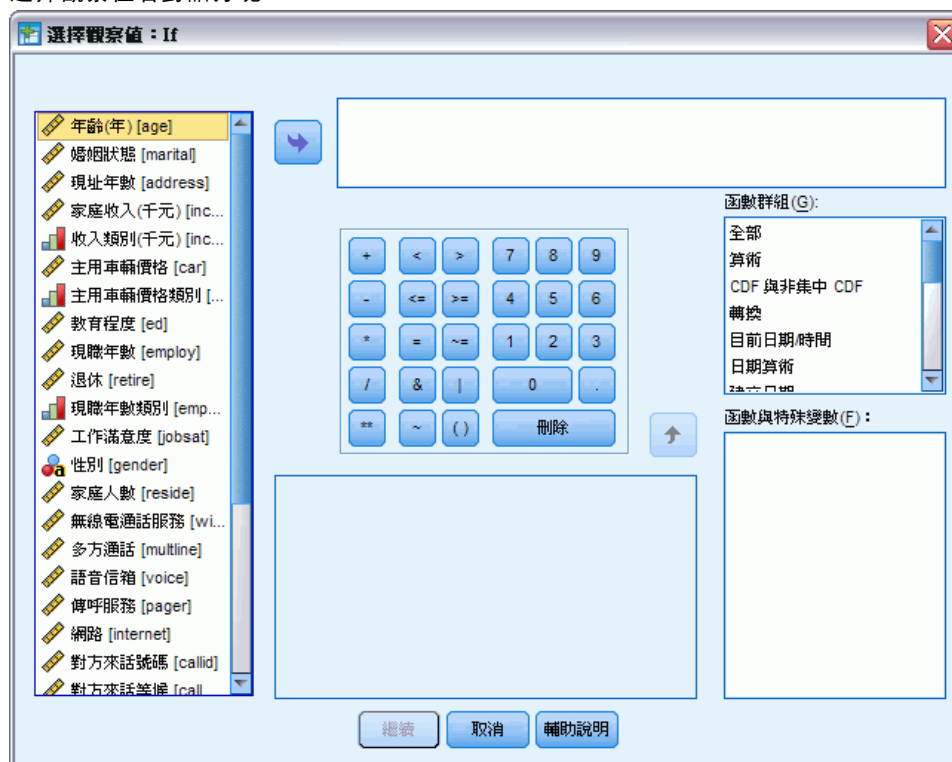 選擇觀察值：If
年齡(年) [age]
婚姻狀態 [marital]
現址年數 [address]
家庭收入(千元) [inc...
收入類別(千元) [inc...
主用車輛價格 [car]
主用車輛價格類別 [...
教育程度 [ed]
現職年數 [employ]
退休 [retire]
現職年數類別 [emp...
工作滿意度 [jobsat]
性別 [gender]
家庭人數 [reside]
無線電通話服務 [wi...
多方通話 [multline]
語音信箱 [voice]
傳呼服務 [pager]
網路 [internet]
對方來話號碼 [callid]
對方來話等候 [call
+ < > 7 8 9
- <= >= 4 5 6
* = ~= 1 2 3
/ & | 0 .
** ~ ( ) 刪除
函數群組(G):
全部
算術
CDF 與非集中 CDF
轉換
目前日期/時間
日期算術
函數與特殊變數(F)：
繼續 取消 輔助說明